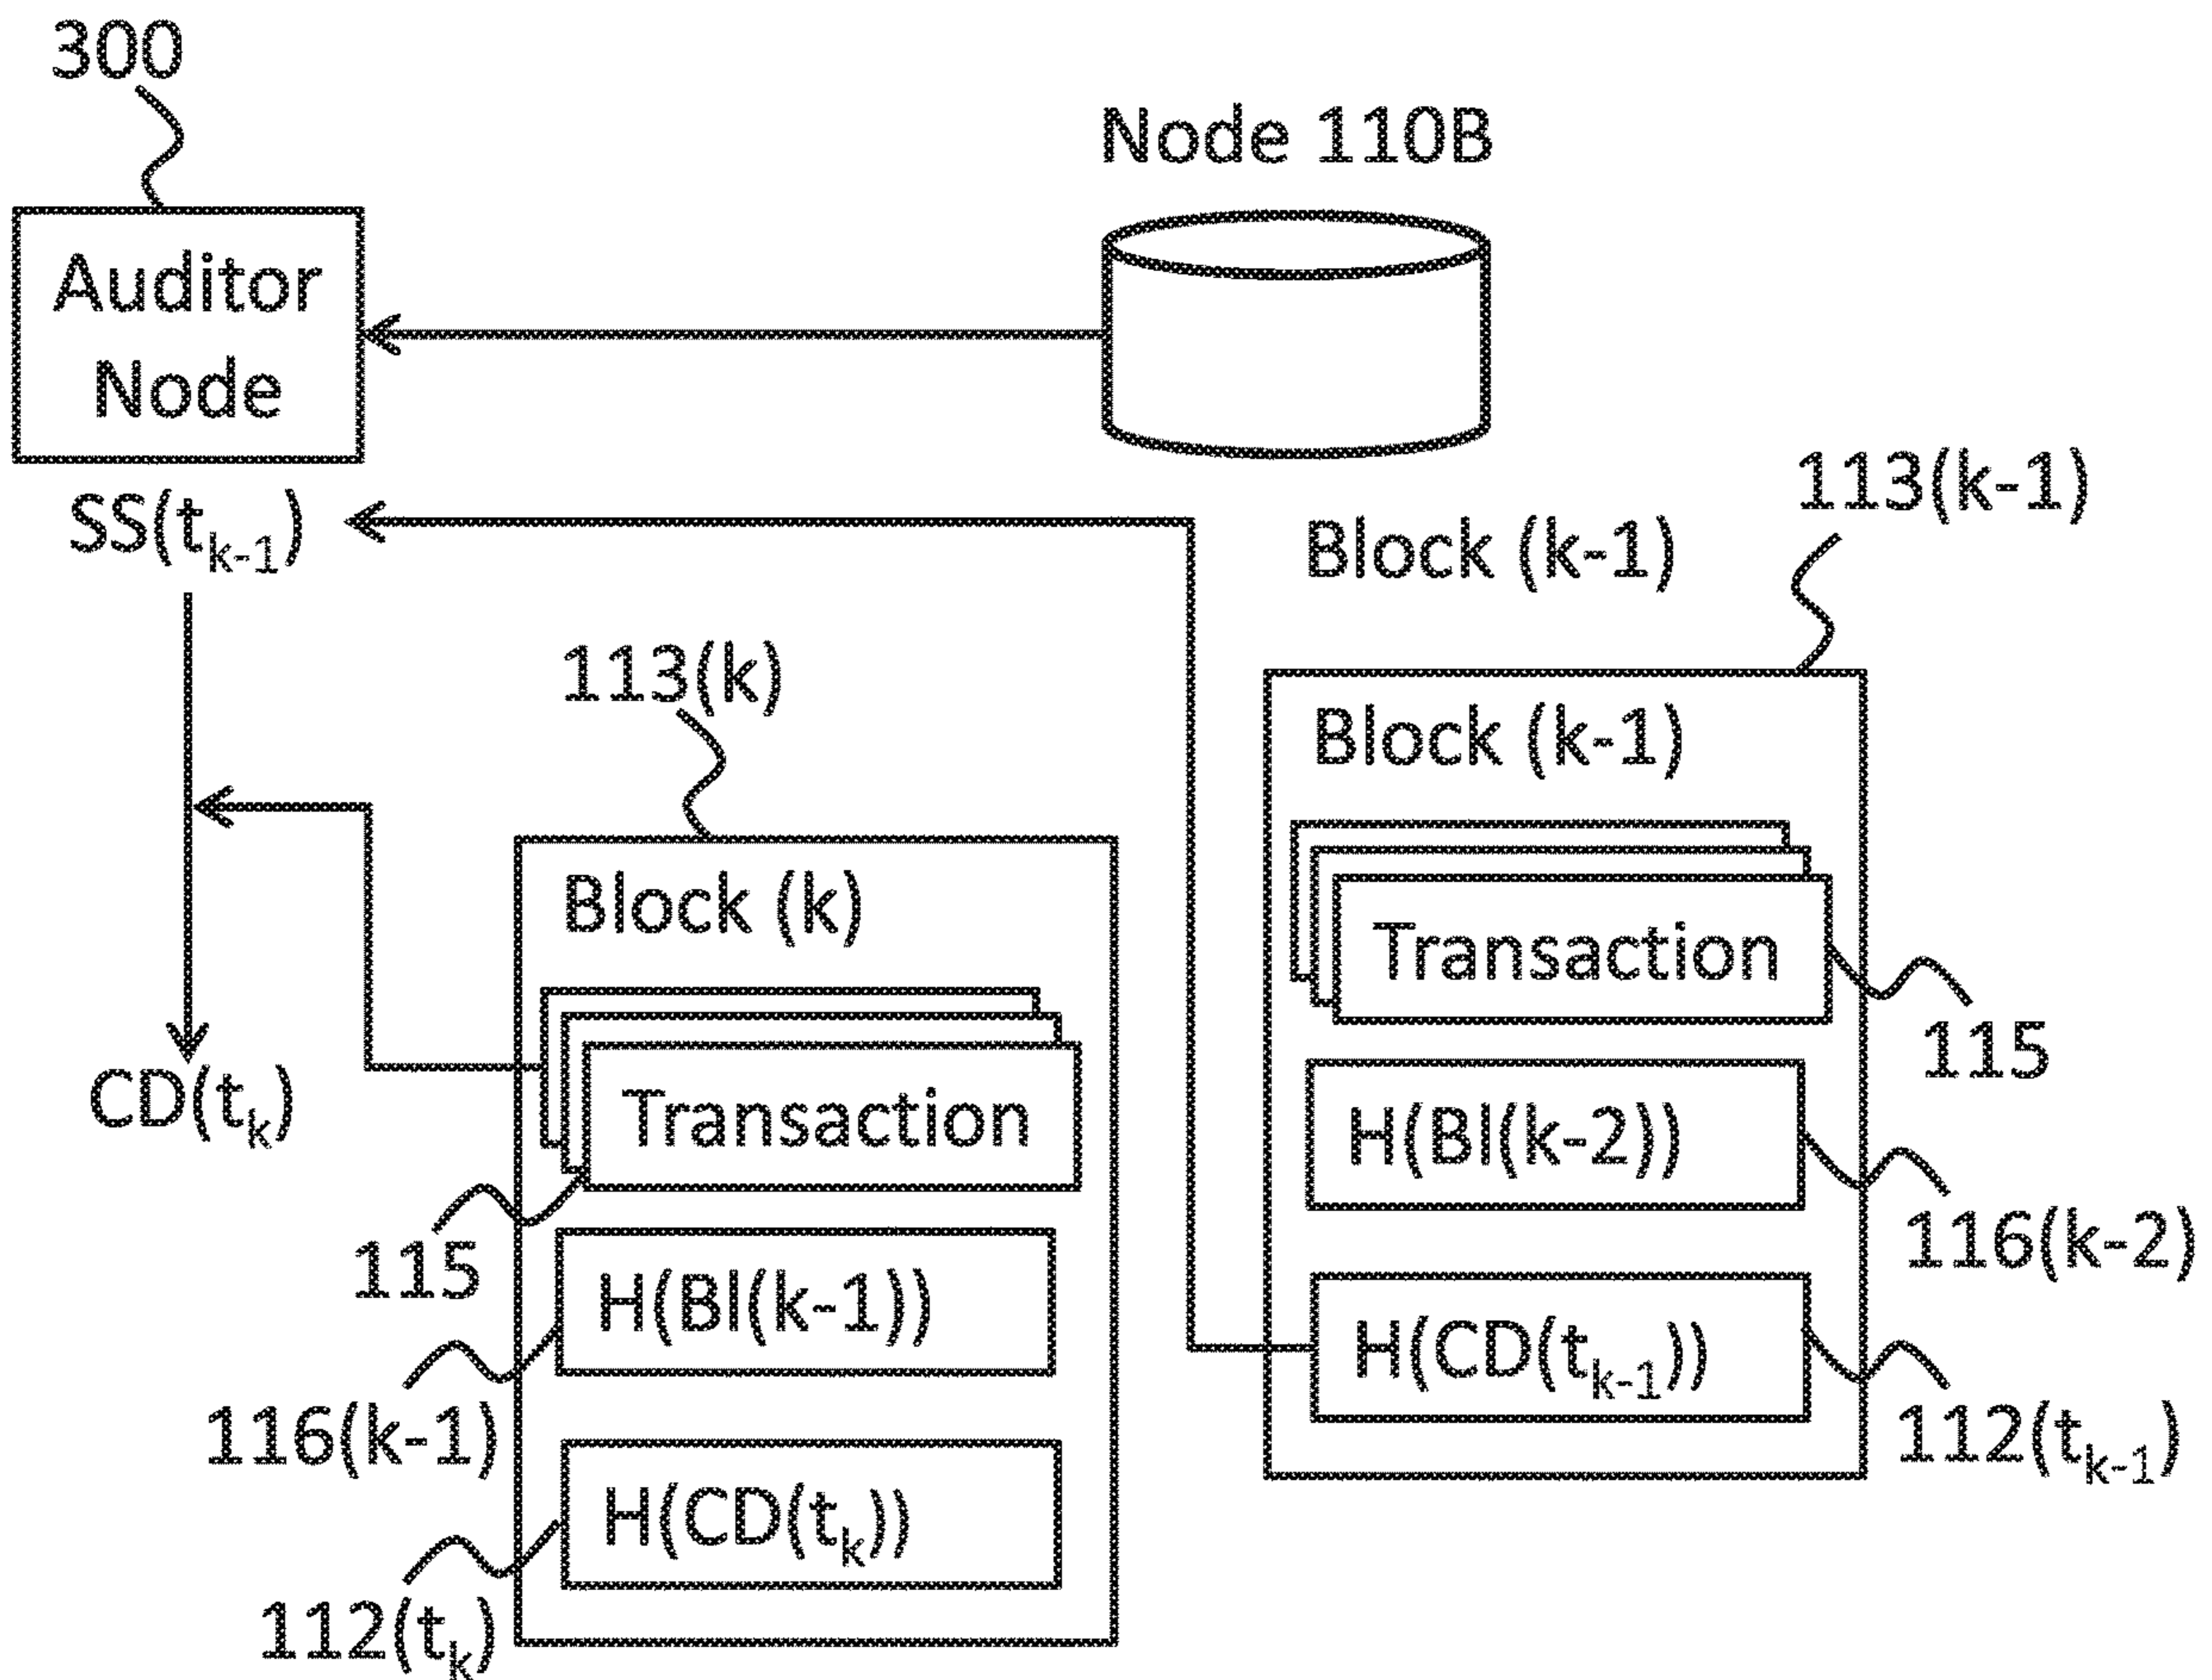 300
Node 110B
Auditor
Node
SS(tk-1)
113(k-1)
Block (k-1)
113(k)
Block (k-1)
Transaction
115
H(Bl(k-2))
116(k-2)
H(CD(tk-1))
112(tk-1)
Block (k)
CD(tk)
Transaction
115
H(Bl(k-1))
116(k-1)
H(CD(tk))
112(tk)